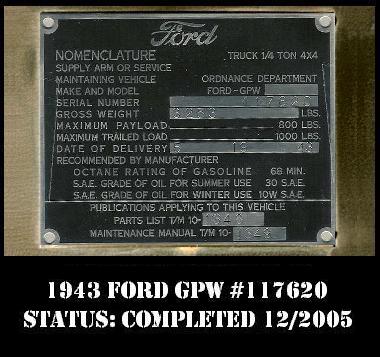 Ford
NOMENCLATURE TRUCK 1/4 TON 4X4
SUPPLY ARM OR SERVICE
MAINTAINING VEHICLE ORDNANCE DEPARTMENT
MAKE AND MODEL FORD-GPW
SERIAL NUMBER
GROSS WEIGHT LBS.
MAXIMUM PAYLOAD 800 LBS.
MAXIMUM TRAILED LOAD 1000 LBS.
DATE OF DELIVERY 5 19 43
RECOMMENDED BY MANUFACTURER
OCTANE RATING OF GASOLINE 68 MIN.
S.A.E. GRADE OF OIL FOR SUMMER USE 30 S.A.E.
S.A.E. GRADE OF OIL FOR WINTER USE 10W S.A.E.
PUBLICATIONS APPLYING TO THIS VEHICLE
PARTS LIST T/M 10-
MAINTENANCE MANUAL T/M 10-
1943 FORD GPW #117620
STATUS: COMPLETED 12/2005